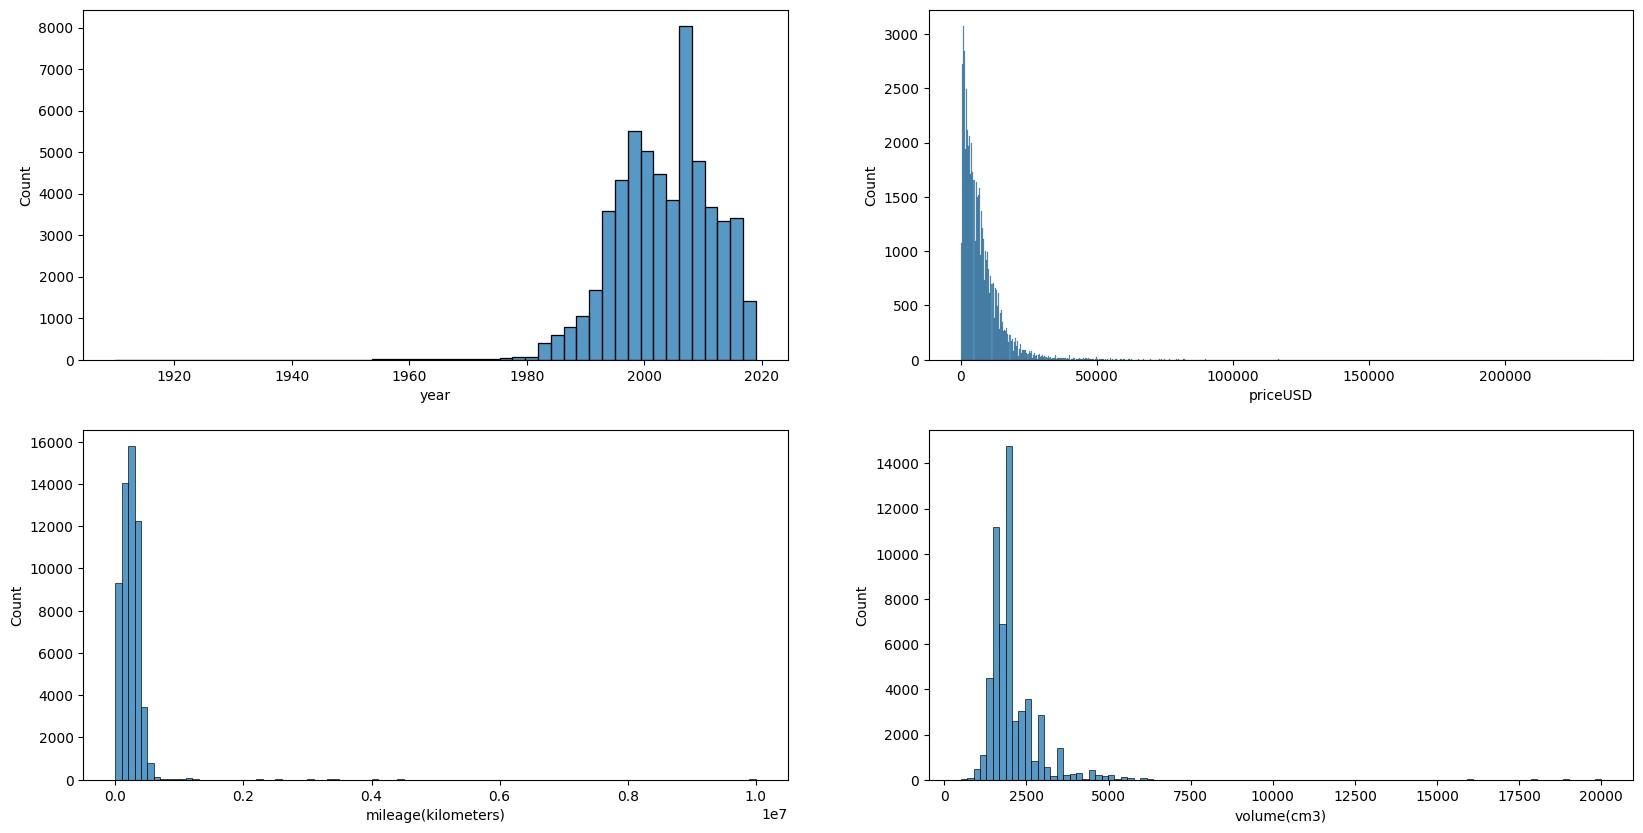 8000
7000
6000
5000
4000
3000
2000
1000
0
Count
1920 1940 1960 1980 2000 2020
year
3000
2500
2000
1500
1000
500
0
Count
0 50000 100000 150000 200000
priceUSD
16000
14000
12000
10000
8000
6000
4000
2000
0
Count
0.0 0.2 0.4 0.6 0.8 1.0
1e7
mileage(kilometers)
14000
12000
10000
8000
6000
4000
2000
0
Count
0 2500 5000 7500 10000 12500 15000 17500 20000
volume(cm3)